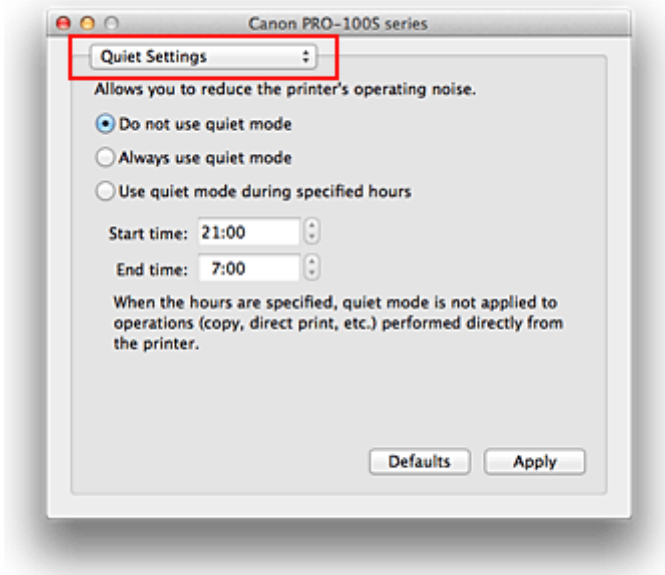 Canon PRO-100S series
Quiet Settings
Allows you to reduce the printer's operating noise.
Do not use quiet mode
Always use quiet mode
Use quiet mode during specified hours
Start time: 21:00
End time: 7:00
When the hours are specified, quiet mode is not applied to
operations (copy, direct print, etc.) performed directly from
the printer.
Defaults Apply